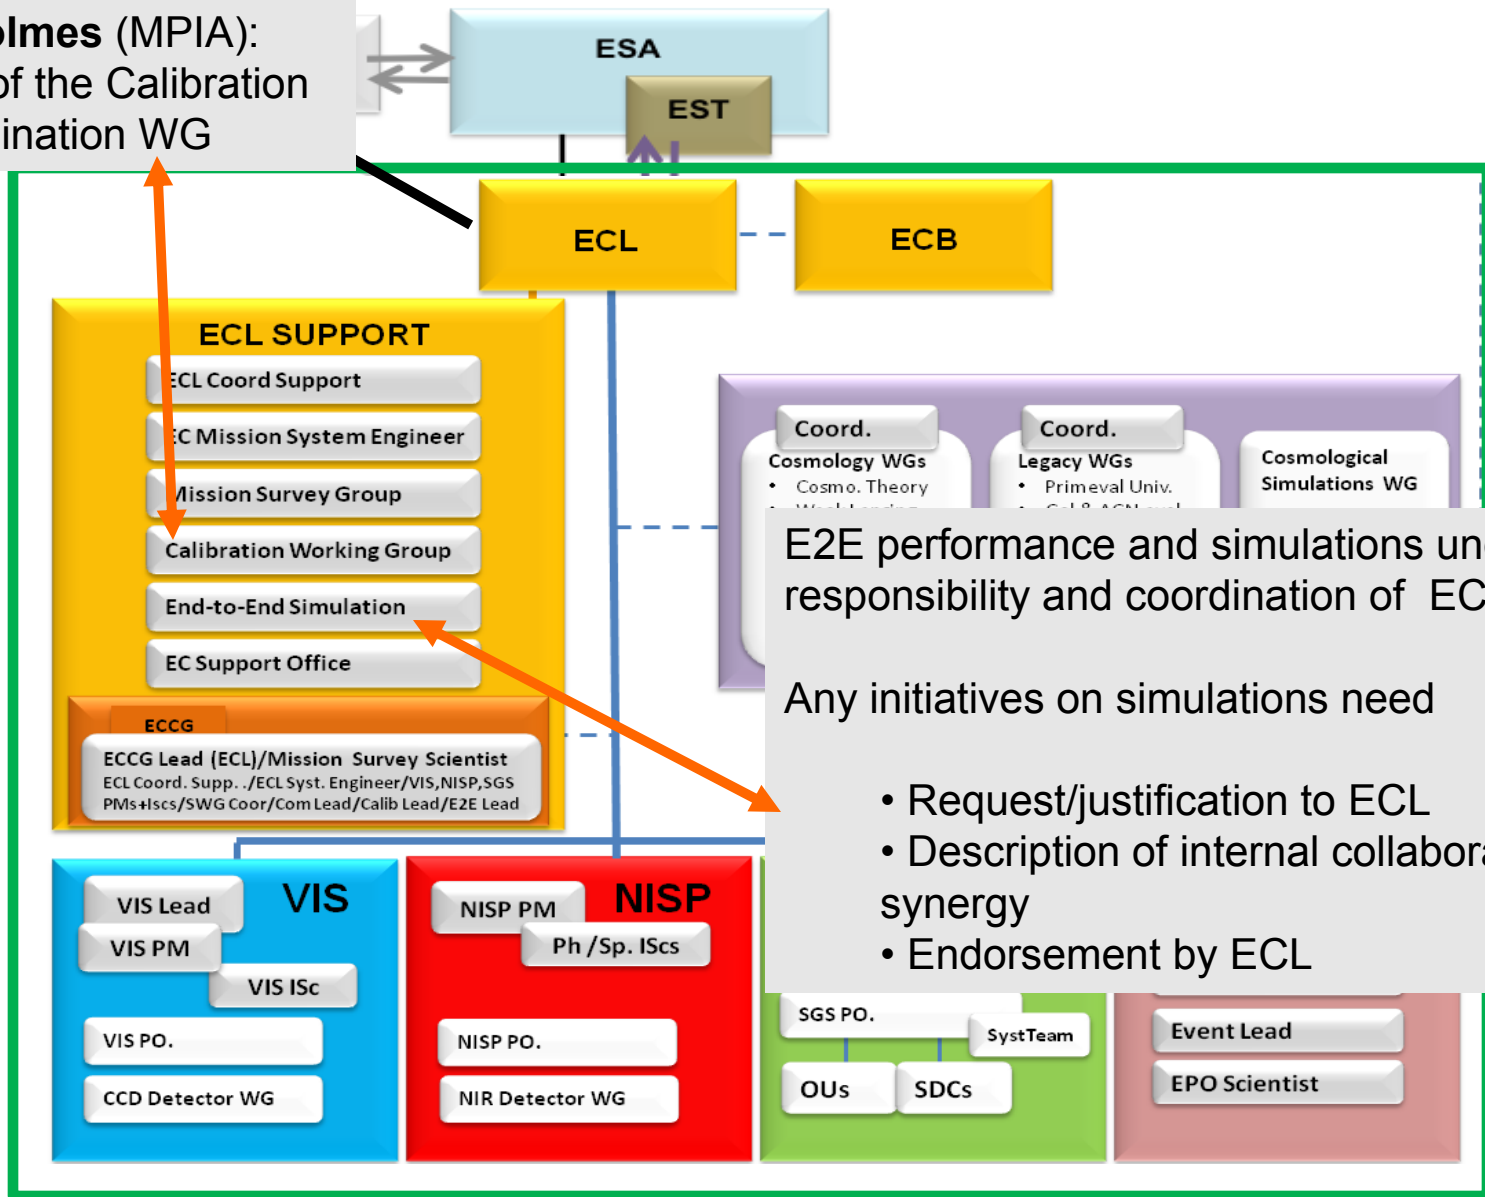 olmes (MPIA):
of the Calibration
ination WG
ESA
EST
ECL
ECB
ECL SUPPORT
ECL Coord Support
EC Mission System Engineer
Mission Survey Group
Calibration Working Group
End-to-End Simulation
EC Support Office
ECCG
ECCG Lead (ECL)/Mission Survey Scientist
ECL Coord. Supp. ./ECL Syst. Engineer/VIS,NISP,SGS
PMs+Iscs/SWG Coor/Com Lead/Calib Lead/E2E Lead
Coord.
Cosmology WGs
• Cosmo. Theory
Coord.
Legacy WGs
• Primeval Univ.
Cosmological
Simulations WG
E2E performance and simulations un
responsibility and coordination of EC
Any initiatives on simulations need
• Request/justification to ECL
• Description of internal collabora
synergy
• Endorsement by ECL
VIS
VIS Lead
VIS PM
VIS ISc
VIS PO.
CCD Detector WG
NISP
NISP PM
Ph /Sp. IScs
NISP PO.
NIR Detector WG
SGS PO.
SystTeam
OUs
SDCs
Event Lead
EPO Scientist